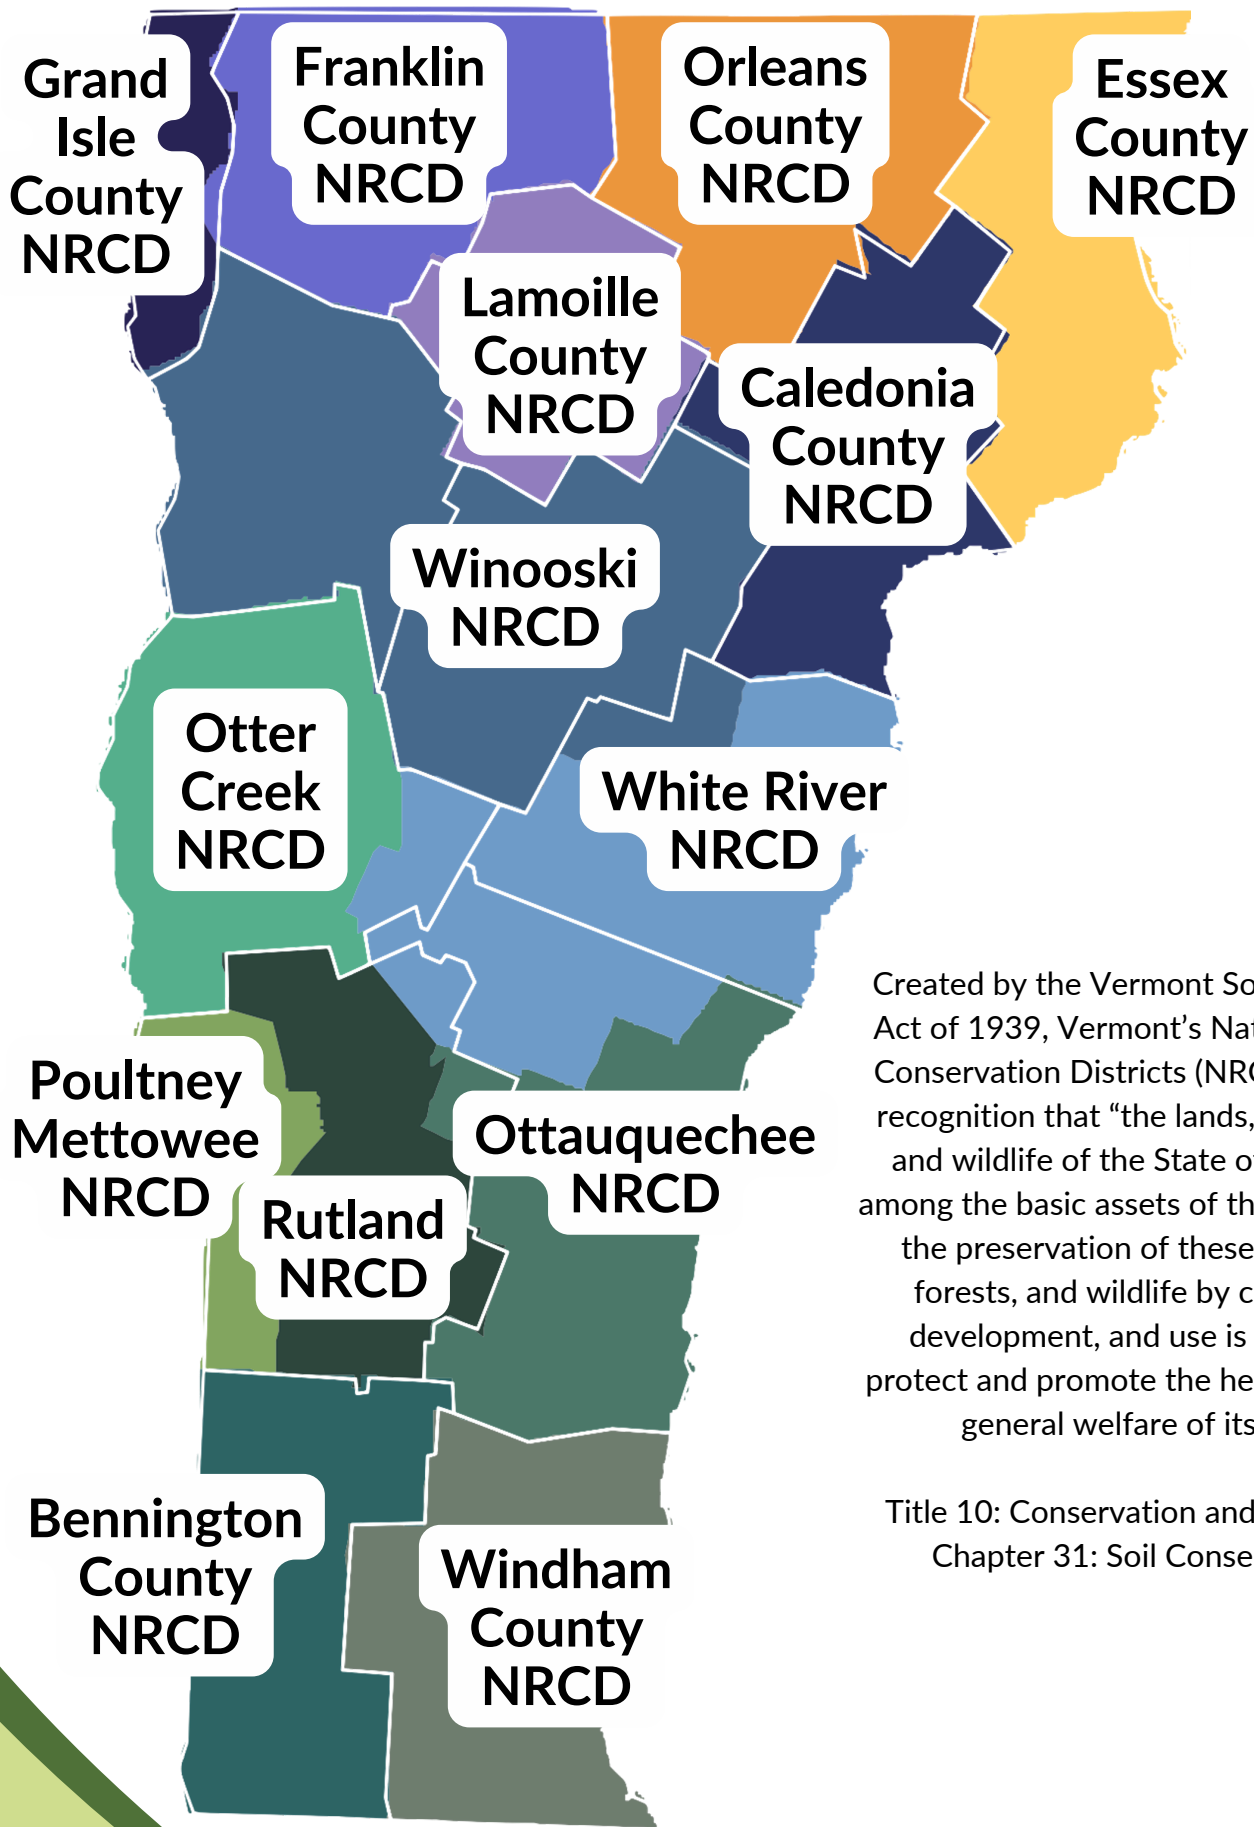 Grand
Isle
County
NRCD
Franklin
County
NRCD
Orleans
County
NRCD
Essex
County
NRCD
Lamoille
County
NRCD
Caledonia
County
NRCD
Winooski
NRCD
Otter
Creek
NRCD
White River
NRCD
Poultney
Mettowee
NRCD
Rutland
NRCD
Ottauquechee
NRCD
Bennington
County
NRCD
Windham
County
NRCD
Created by the Vermont So
Act of 1939, Vermont’s Nat
Conservation Districts (NRC
recognition that “the lands,
and wildlife of the State of
among the basic assets of th
the preservation of these
forests, and wildlife by c
development, and use is
protect and promote the he
general welfare of its
Title 10: Conservation and
Chapter 31: Soil Conse